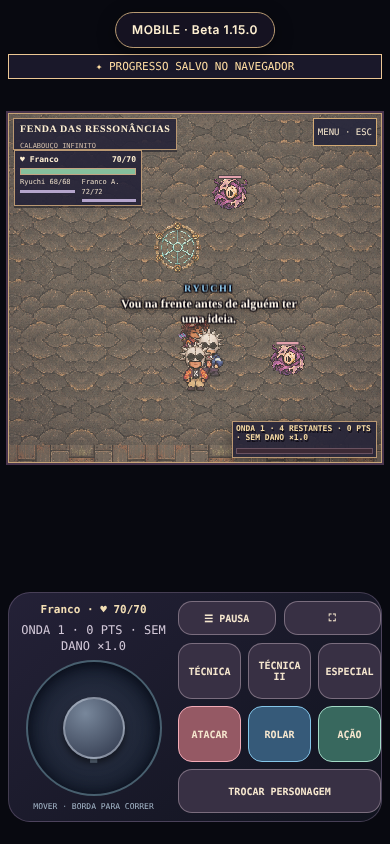 MOBILE · Beta 1.15.0
✦ PROGRESSO SALVO NO NAVEGADOR
FENDA DAS RESSONÂNCIAS
CALABOUÇO INFINITO
MENU · ESC
♥ Franco 70/70
Ryuchi 68/68 Franco A.
72/72
RYUCHI
Vou na frente antes de alguém ter
uma ideia.
ONDA 1 · 4 RESTANTES · 0 PTS
· SEM DANO ×1.0
Franco · ♥ 70/70
ONDA 1 · 0 PTS · SEM
DANO ×1.0
MOVER · BORDA PARA CORRER
☰ PAUSA
TÉCNICA
TÉCNICA
II
ESPECIAL
ATACAR
ROLAR
AÇÃO
TROCAR PERSONAGEM